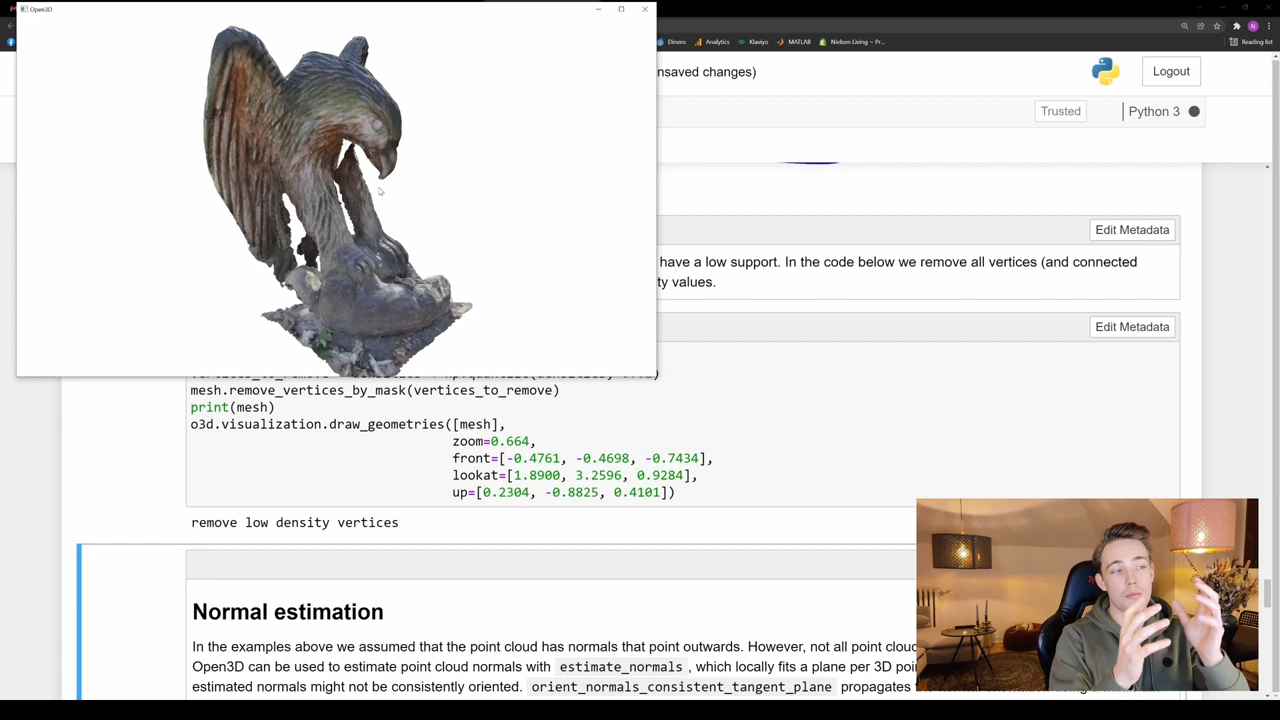 Open3D
Dinero
Analytics
Klaviyo
MATLAB
Nielsen Living – Pr...
Reading list
nsaved changes)
Logout
Trusted
Python 3
Edit Metadata
have a low support. In the code below we remove all vertices (and connected
ty values.
Edit Metadata
mesh.remove_vertices_by_mask(vertices_to_remove)
print(mesh)
o3d.visualization.draw_geometries([mesh],
zoom=0.664,
front=[-0.4761, -0.4698, -0.7434],
lookat=[1.8900, 3.2596, 0.9284],
up=[0.2304, -0.8825, 0.4101])
remove low density vertices
Normal estimation
In the examples above we assumed that the point cloud has normals that point outwards. However, not all point cloud
Open3D can be used to estimate point cloud normals with estimate_normals, which locally fits a plane per 3D poi
estimated normals might not be consistently oriented. orient_normals_consistent_tangent_plane propagates